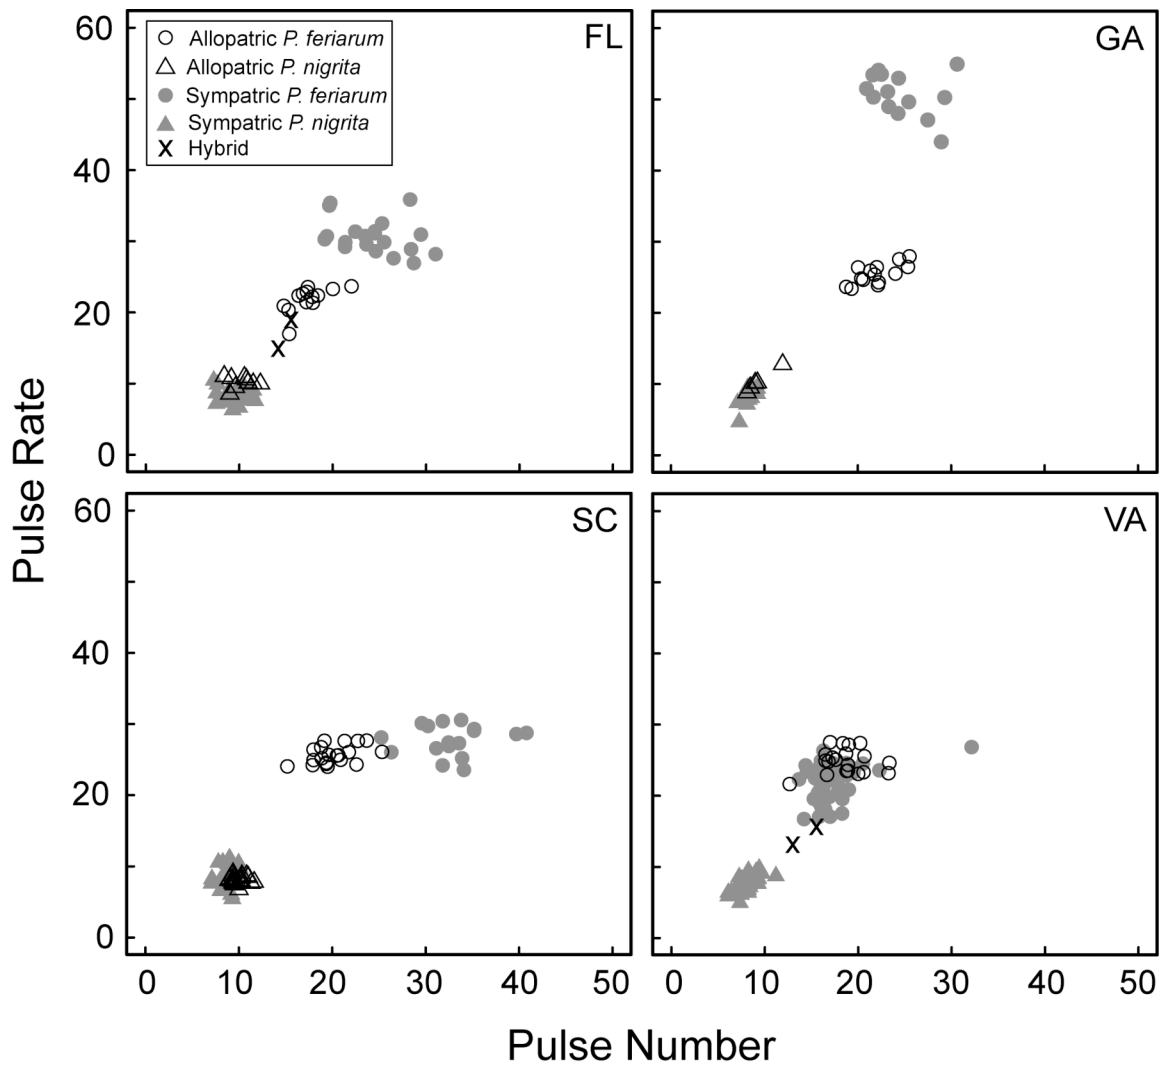 60
FL
GA
Allopatric P. feriarum
Allopatric P. nigrita
Sympatric P. feriarum
Sympatric P. nigrita
X Hybrid
40
20
0
60
SC
VA
40
20
0
0 10 20 30 40 50
0 10 20 30 40 50
Pulse Rate
Pulse Number